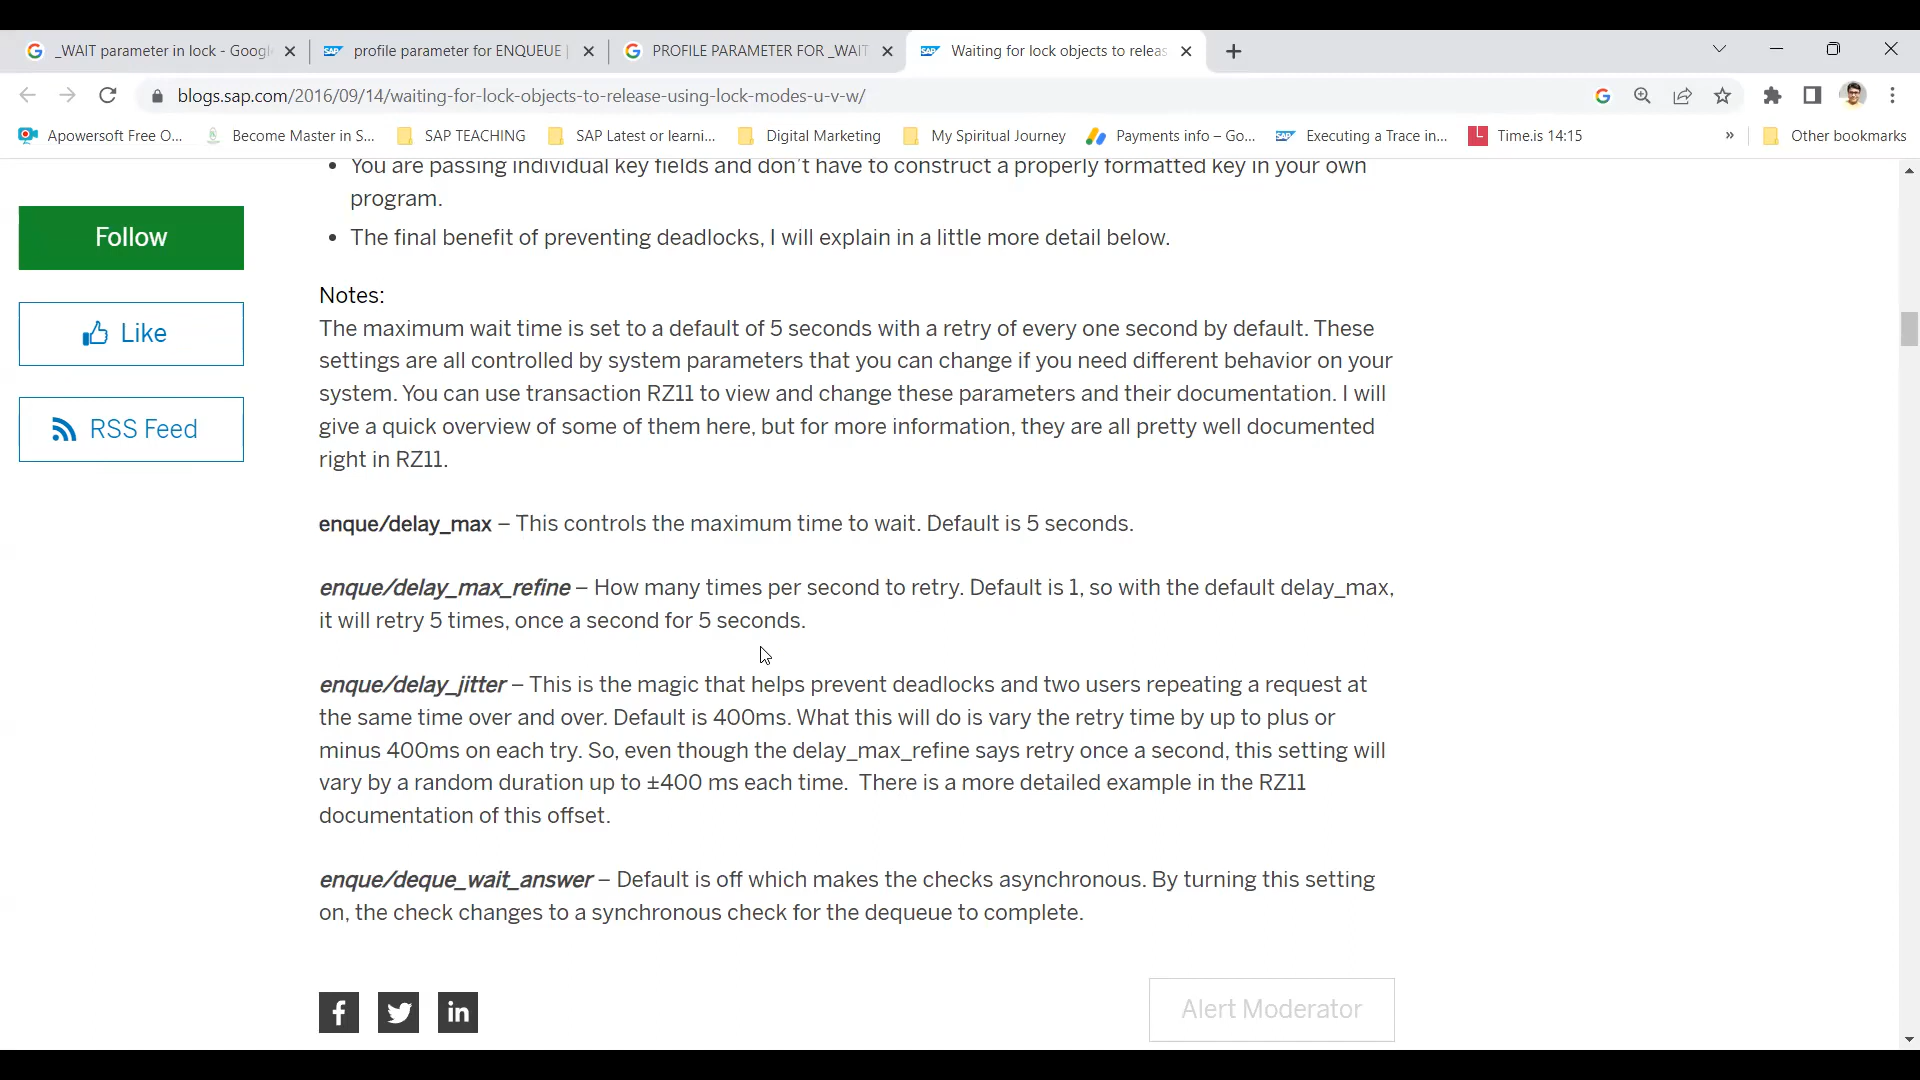 _WAIT parameter in lock - Googl
profile parameter for ENQUEUE |
PROFILE PARAMETER FOR _WAIT
Waiting for lock objects to releas
blogs.sap.com/2016/09/14/waiting-for-lock-objects-to-release-using-lock-modes-u-v-w/
Apowersoft Free O...
Become Master in S...
SAP TEACHING
SAP Latest or learni...
Digital Marketing
My Spiritual Journey
Payments info – Go...
SAP
Executing a Trace in...
Time.is 14:15
»
Other bookmarks
• You are passing individual key fields and don't have to construct a properly formatted key in your own
program.
• The final benefit of preventing deadlocks, I will explain in a little more detail below.
Follow
Like
RSS Feed
Notes:
The maximum wait time is set to a default of 5 seconds with a retry of every one second by default. These
settings are all controlled by system parameters that you can change if you need different behavior on your
system. You can use transaction RZ11 to view and change these parameters and their documentation. I will
give a quick overview of some of them here, but for more information, they are all pretty well documented
right in RZ11.
enque/delay_max – This controls the maximum time to wait. Default is 5 seconds.
enque/delay_max_refine – How many times per second to retry. Default is 1, so with the default delay_max,
it will retry 5 times, once a second for 5 seconds.
enque/delay_jitter – This is the magic that helps prevent deadlocks and two users repeating a request at
the same time over and over. Default is 400ms. What this will do is vary the retry time by up to plus or
minus 400ms on each try. So, even though the delay_max_refine says retry once a second, this setting will
vary by a random duration up to ±400 ms each time.  There is a more detailed example in the RZ11
documentation of this offset.
enque/deque_wait_answer – Default is off which makes the checks asynchronous. By turning this setting
on, the check changes to a synchronous check for the dequeue to complete.
Alert Moderator